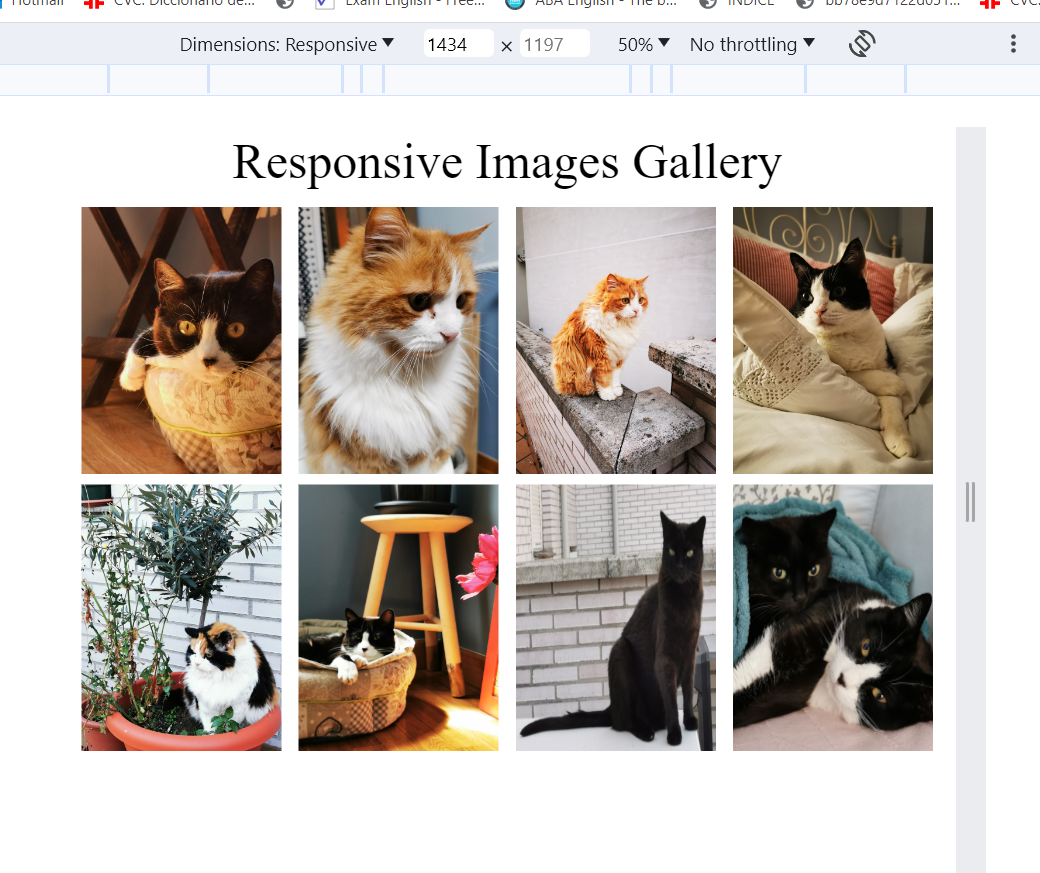 Hotmail CVC. Diccionario de... Exam English - Free... ABA English - The b... ÍNDICE bb78e9d7122d051... CVC.
Dimensions: Responsive 1434 × 1197 50% No throttling
Responsive Images Gallery